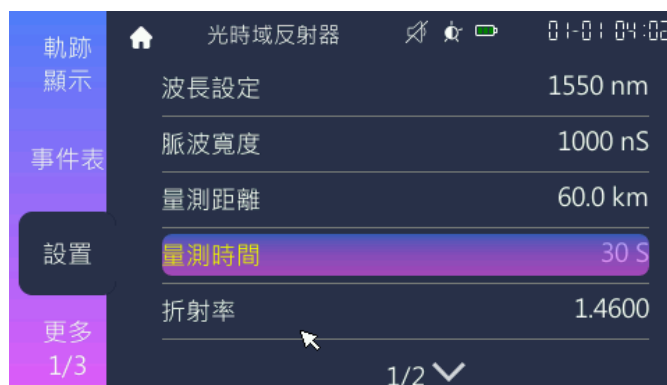 光時域反射器
01-01 04:02
軌跡
顯示
事件表
設置
更多
1/3
波長設定 1550 nm
脈波寬度 1000 nS
量測距離 60.0 km
量測時間 30 S
折射率 1.4600
1/2